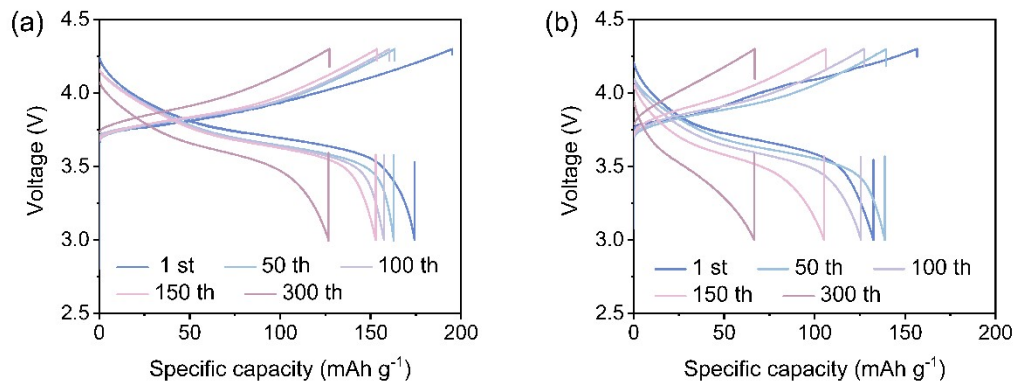 (a)
4.5
4.0
3.5
3.0
2.5
Voltage (V)
1 st
50 th
100 th
150 th
300 th
0
50
100
150
200
Specific capacity (mAh g⁻¹)
(b)
4.5
4.0
3.5
3.0
2.5
Voltage (V)
1 st
50 th
100 th
150 th
300 th
0
50
100
150
200
Specific capacity (mAh g⁻¹)